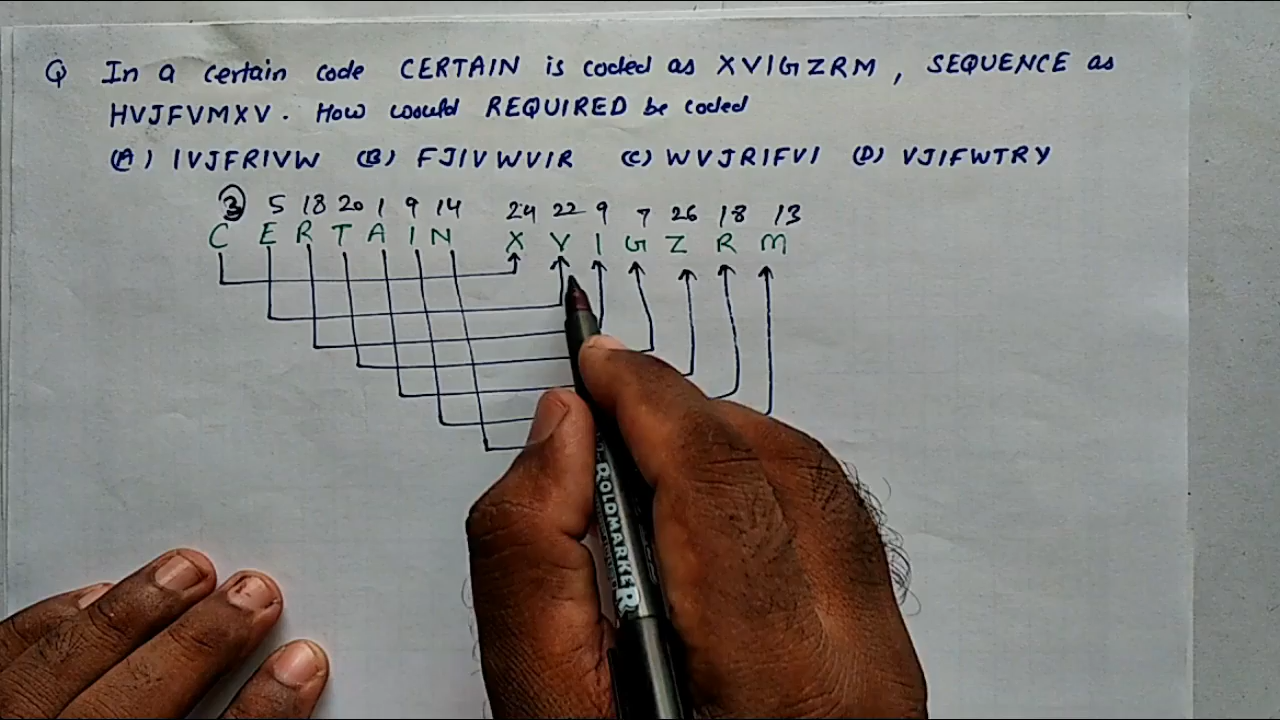 Q In a certain code CERTAIN is coded as XVIGZRM, SEQUENCE as
HVJFVMXV. How would REQUIRED be coded
(A) IVJFRIVW (B) FJIVWVIR (C) WVJRIFVI (D) VJIFWTRY
3 5 18 20 1 9 14 24 22 9 7 26 18 13
C E R T A I N X V I G Z R M
ROLDMARKER